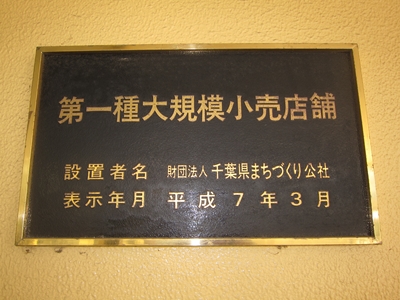 第一種大規模小売店舗
設置者名 財団法人 千葉県まちづくり公社
表示年月 平成7年3月